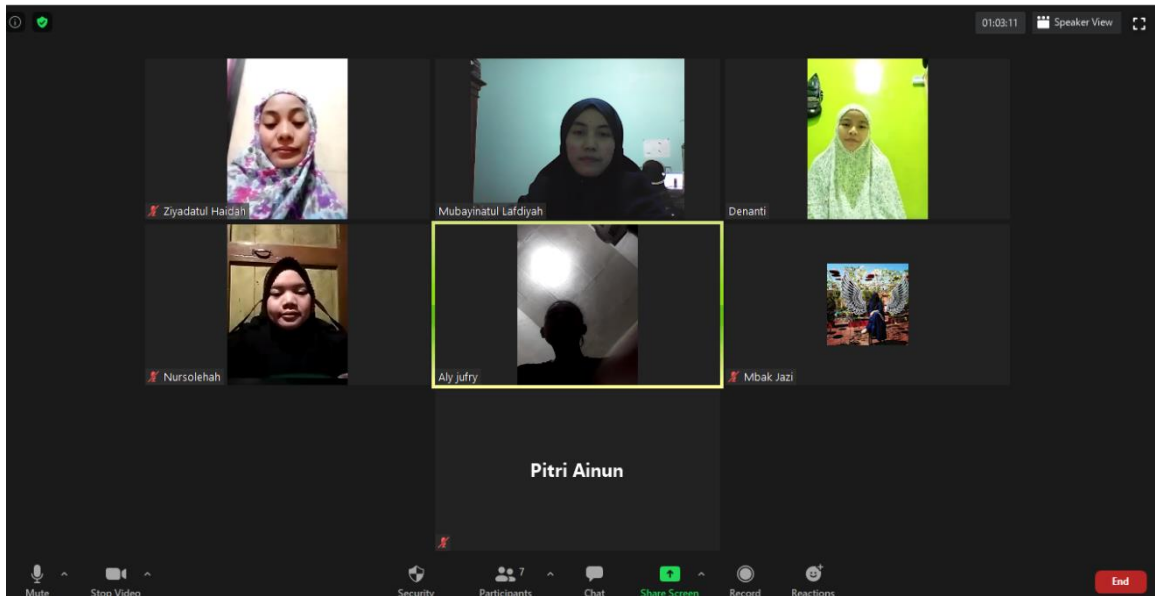 01:03:11 Speaker View
Ziyadatul Haidah
Mubayinatul Lafdiyah
Denanti
Nursolehah
Aly jufry
Mbak Jazi
Pitri Ainun
Mute
Stop Video
Security
Participants 7
Chat
Share Screen
Record
Reactions
End